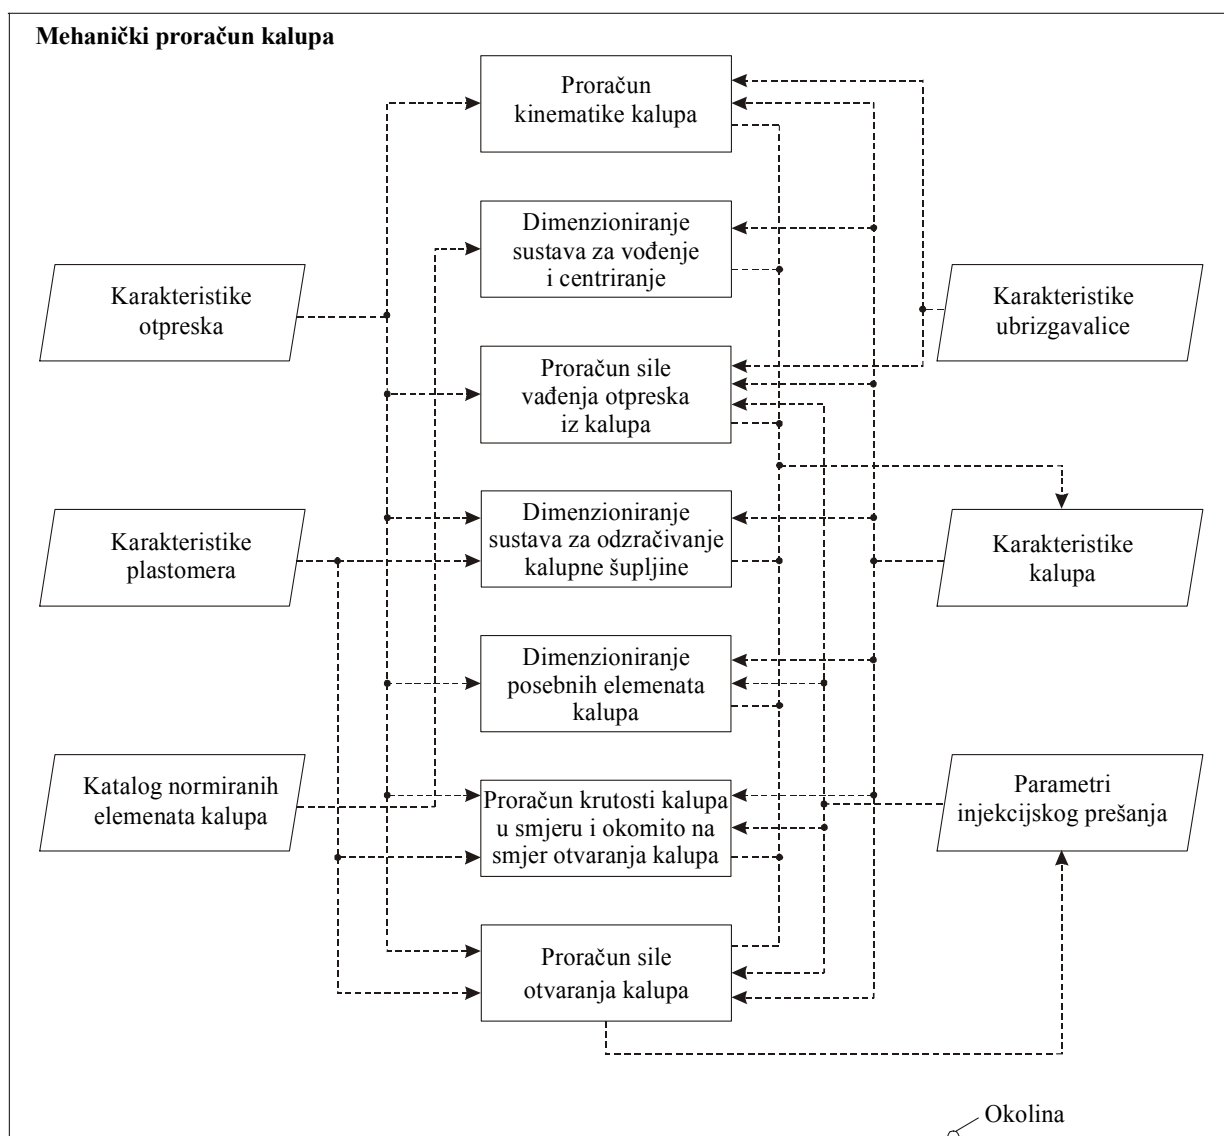 Mehanički proračun kalupa
Proračun
kinematike kalupa
Dimenzioniranje
sustava za vođenje
i centriranje
Karakteristike
otpreska
Karakteristike
ubrizgavalice
Proračun sile
vađenja otpreska
iz kalupa
Karakteristike
plastomera
Dimenzioniranje
sustava za odzračivanje
kalupne šupljine
Karakteristike
kalupa
Dimenzioniranje
posebnih elemenata
kalupa
Katalog normiranih
elemenata kalupa
Proračun krutosti kalupa
u smjeru i okomito na
smjer otvaranja kalupa
Parametri
injekcijskog prešanja
Proračun sile
otvaranja kalupa
Okolina